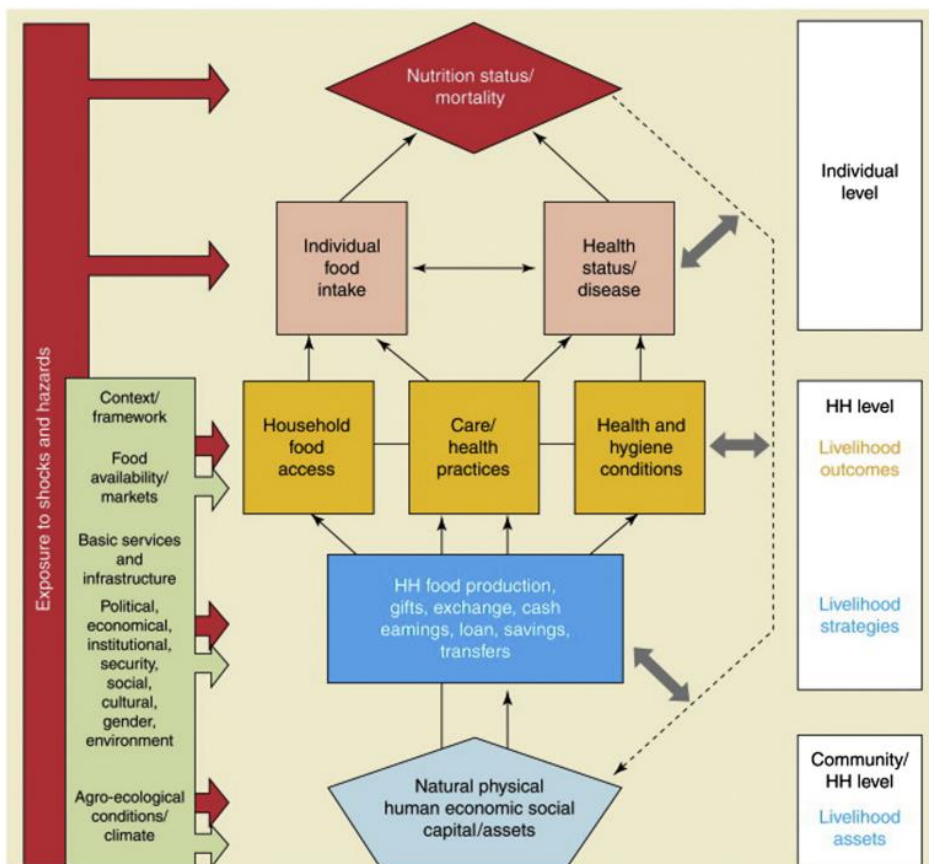 Nutrition status/
mortality
Individual
level
Individual
food
intake
Health
status/
disease
Exposure to shocks and hazards
Context/
framework
Food
availability/
markets
Basic services
and
infrastructure
Political,
economical,
institutional,
security,
social,
cultural,
gender,
environment
Agro-ecological
conditions/
climate
Household
food
access
Care/
health
practices
Health and
hygiene
conditions
HH level
Livelihood
outcomes
HH food production,
gifts, exchange, cash
earnings, loan, savings,
transfers
Livelihood
strategies
Natural physical
human economic social
capital/assets
Community/
HH level
Livelihood
assets